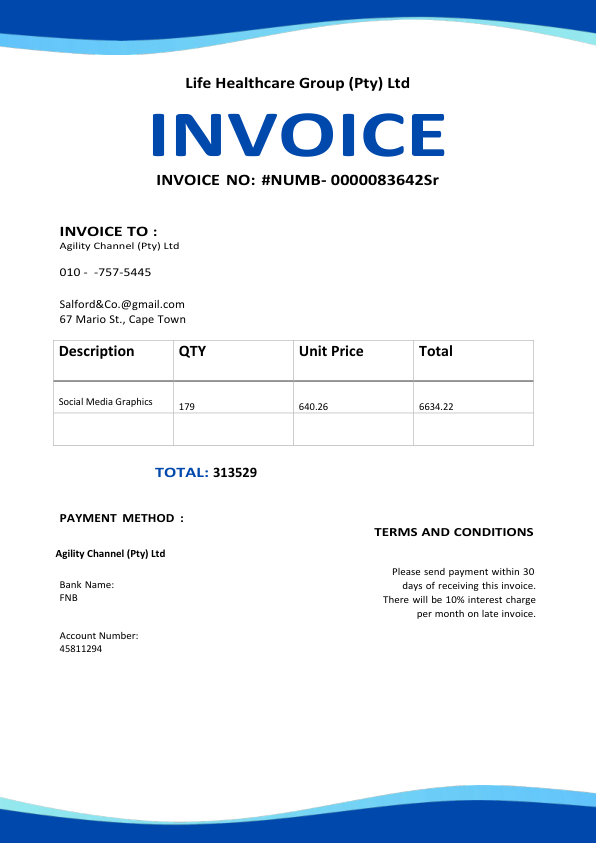 Life Healthcare Group (Pty) Ltd
INVOICE
INVOICE NO: #NUMB- 0000083642Sr
INVOICE TO :
Agility Channel (Pty) Ltd
010 - -757-5445
Salford&Co.@gmail.com
67 Mario St., Cape Town
Description QTY Unit Price Total
Social Media Graphics 179 640.26 6634.22
TOTAL: 313529
PAYMENT METHOD :
Agility Channel (Pty) Ltd
Bank Name:
FNB
Account Number:
45811294
TERMS AND CONDITIONS
Please send payment within 30
days of receiving this invoice.
There will be 10% interest charge
per month on late invoice.